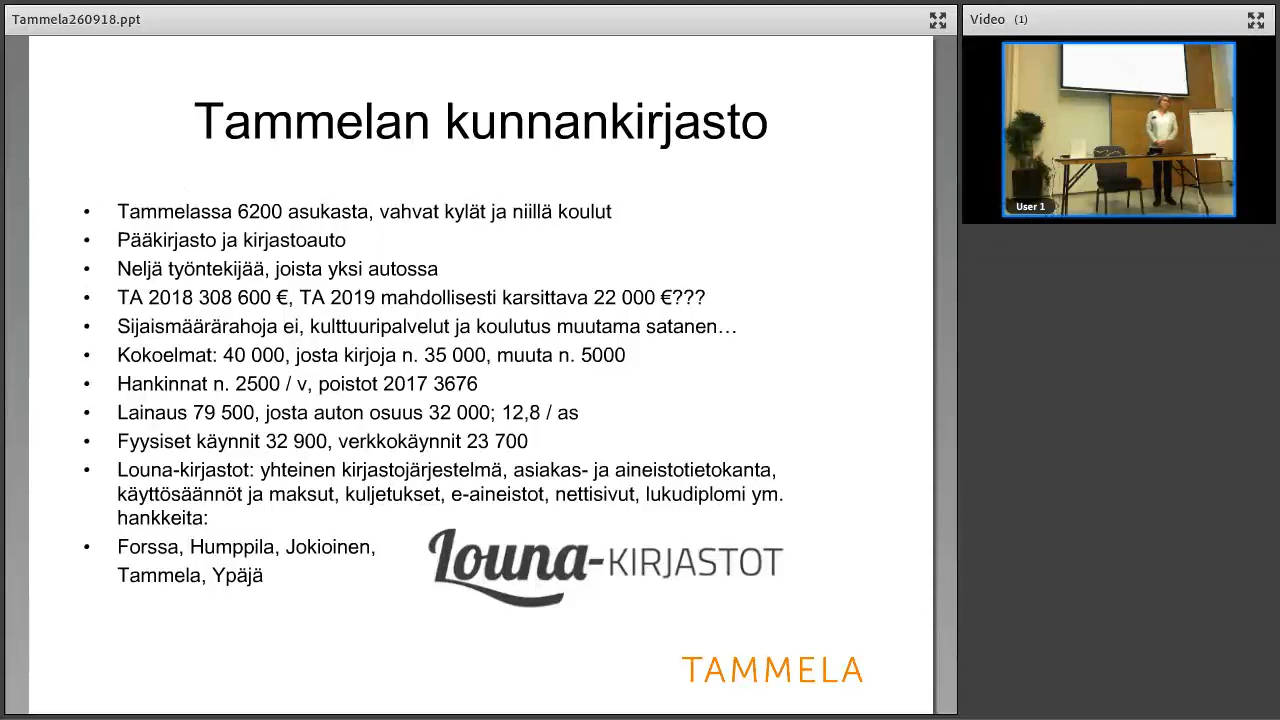 Tammela260918.ppt
Video (1)
Tammelan kunnankirjasto
• Tammelassa 6200 asukasta, vahvat kylät ja niillä koulut
• Pääkirjasto ja kirjastoauto
• Neljä työntekijää, joista yksi autossa
• TA 2018 308 600 €, TA 2019 mahdollisesti karsittava 22 000 €???
• Sijaismäärärahoja ei, kulttuuripalvelut ja koulutus muutama satanen…
• Kokoelmat: 40 000, josta kirjoja n. 35 000, muuta n. 5000
• Hankinnat n. 2500 / v, poistot 2017 3676
• Lainaus 79 500, josta auton osuus 32 000; 12,8 / as
• Fyysiset käynnit 32 900, verkkokäynnit 23 700
• Louna-kirjastot: yhteinen kirjastojärjestelmä, asiakas- ja aineistotietokanta,
käyttösäännöt ja maksut, kuljetukset, e-aineistot, nettisivut, lukudiplomi ym.
hankkeita:
• Forssa, Humppila, Jokioinen,
Tammela, Ypäjä
Louna-KIRJASTOT
TAMMELA
User 1